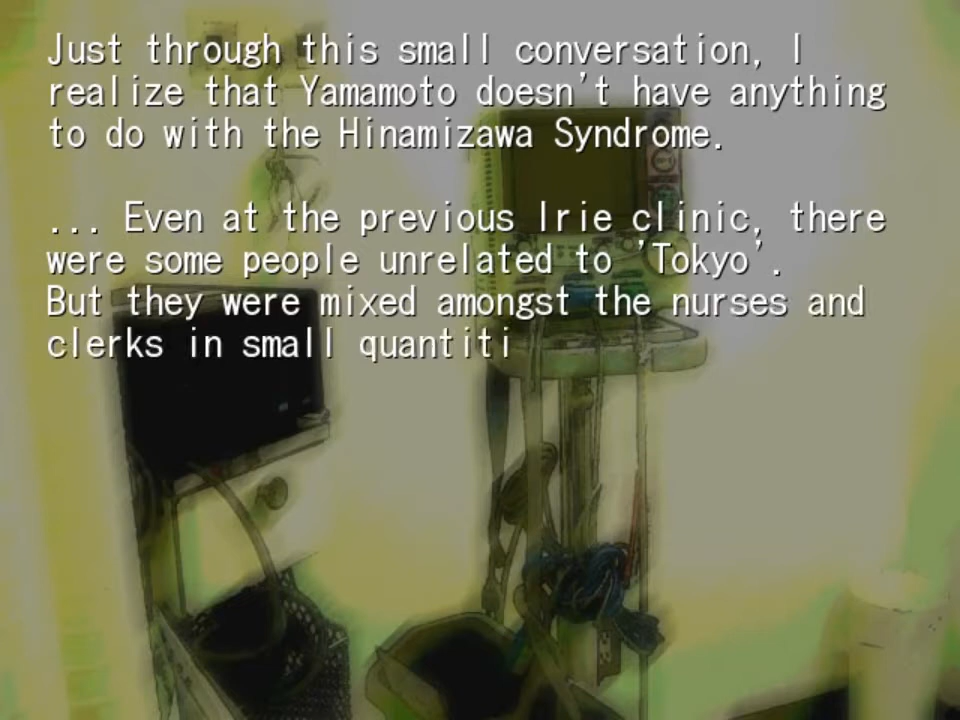 Just through this small conversation, I
realize that Yamamoto doesn't have anything
to do with the Hinamizawa Syndrome.
... Even at the previous Irie clinic, there
were some people unrelated to 'Tokyo'.
But they were mixed amongst the nurses and
clerks in small quantiti